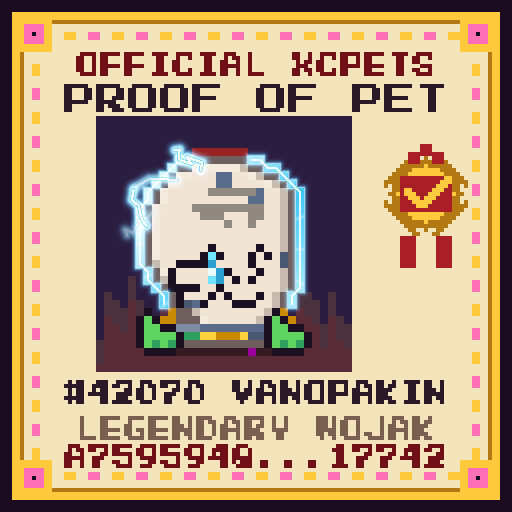 OFFICIAL XCPETS
PROOF OF PET
#42070 VANOPAKIN
LEGENDARY NOJAK
A7595940...17742